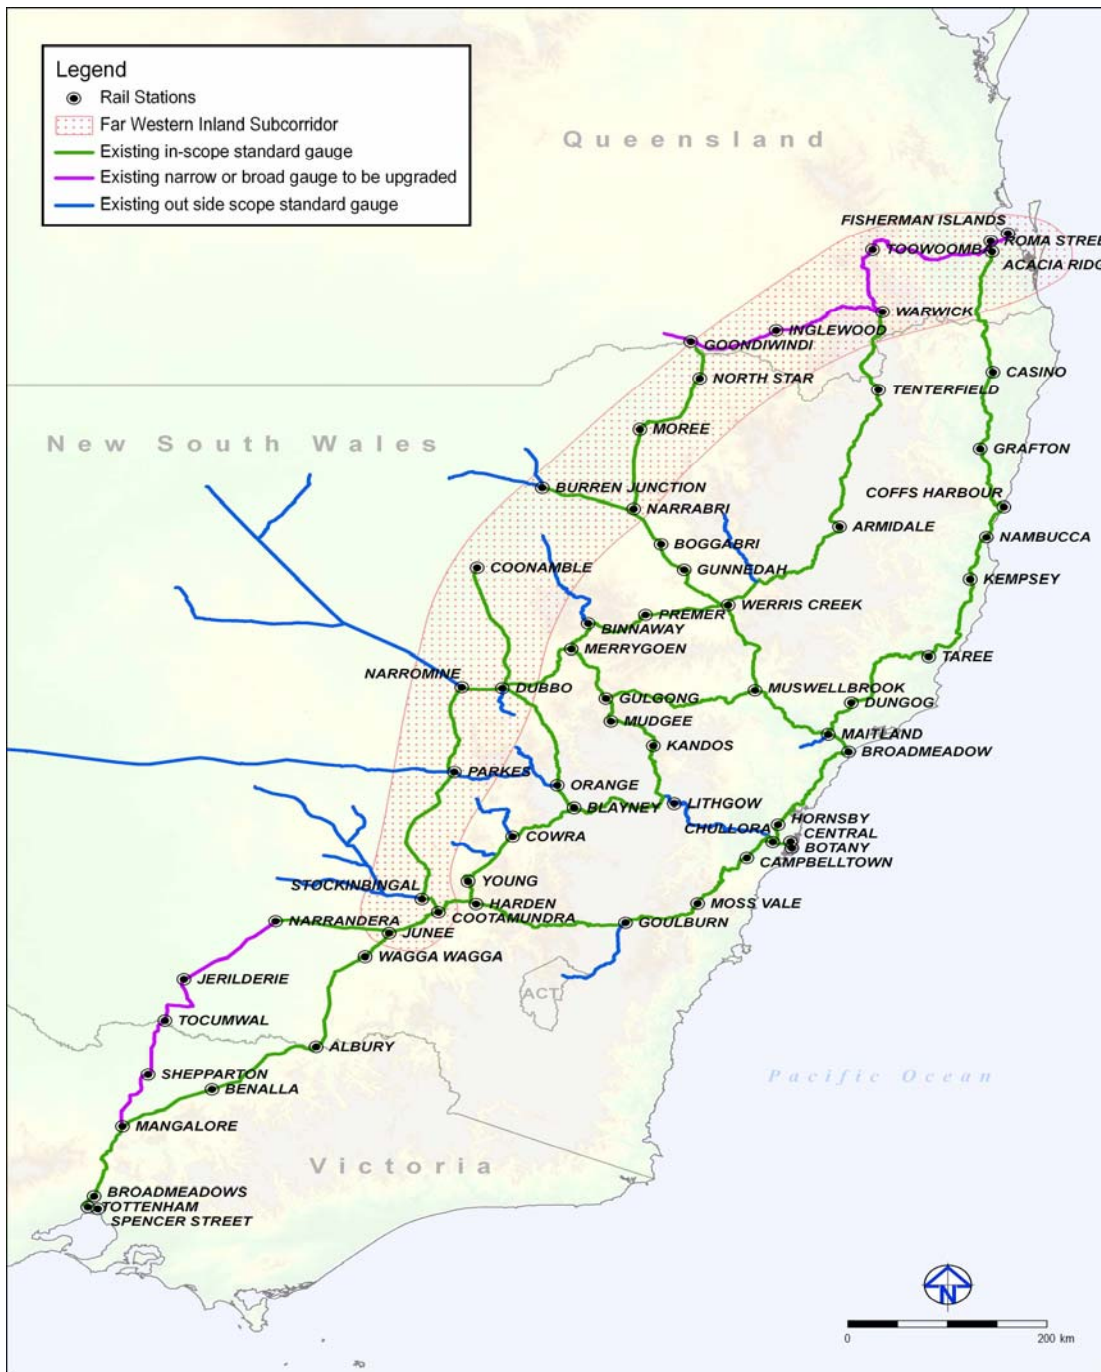 Legend
Rail Stations
Far Western Inland Subcorridor
Existing in-scope standard gauge
Existing narrow or broad gauge to be upgraded
Existing out side scope standard gauge
Queensland
FISHERMAN ISLANDS
ROMA STREE
TOOWOOMBA
ACACIA RIDG
WARWICK
INGLEWOOD
GOONDIWINDI
NORTH STAR
CASINO
TENTERFIELD
New South Wales
MOREE
GRAFTON
BURREN JUNCTION
COFFS HARBOUR
NARRABRI
ARMIDALE
NAMBUCCA
BOGGABRI
COONAMBLE
GUNNEDAH
KEMPSEY
WERRIS CREEK
PREMER
BINNAWAY
MERRYGOEN
TAREE
NARROMINE
DUBBO
MUSWELLBROOK
GULGONG
DUNGOG
MUDGEE
MAITLAND
KANDOS
BROADMEADOW
PARKES
ORANGE
LITHGOW
BLAYNEY
HORNSBY
CHULLORA
CENTRAL
COWRA
BOTANY
CAMPBELLTOWN
YOUNG
STOCKINBINGAL
HARDEN
MOSS VALE
COOTAMUNDRA
NARRANDERA
GOULBURN
JUNEE
WAGGA WAGGA
JERILDERIE
ACT
TOCUMWAL
ALBURY
SHEPPARTON
Pacific Ocean
BENALLA
MANGALORE
Victoria
BROADMEADOWS
TOTTENHAM
SPENCER STREET
N
0 200 km